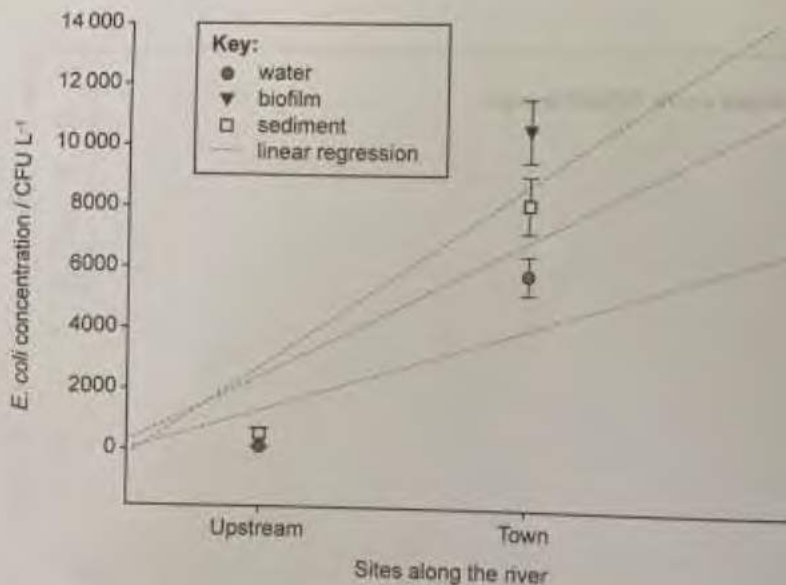 14 000
12 000
10 000
8000
6000
4000
2000
0
E. coli concentration / CFU L⁻¹
Key:
water
biofilm
sediment
linear regression
Upstream
Town
Sites along the river